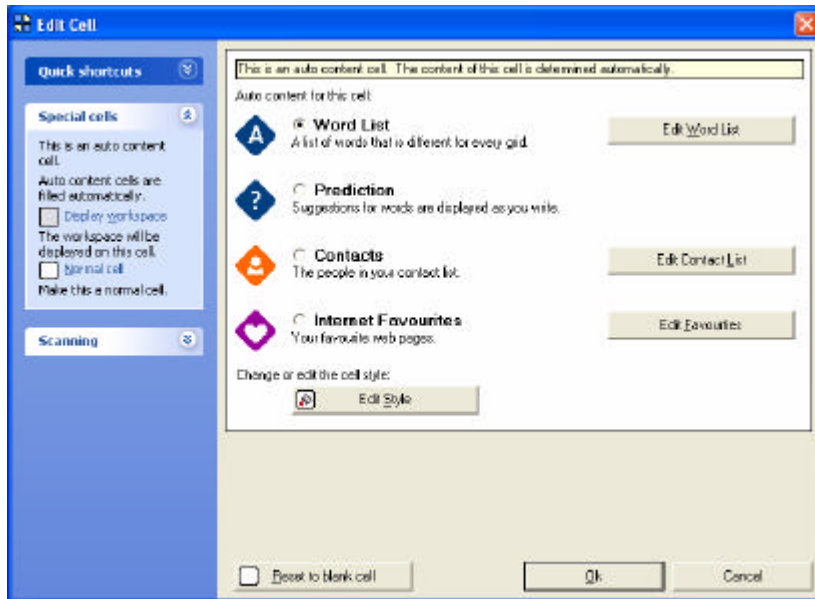 Edit Cell
Quick shortcuts
Special cells
This is an auto content
cell.
Auto content cells are
filled automatically.
Display workspace
The workspace will be
displayed on this cell.
Normal cell
Make this a normal cell.
Scanning
This is an auto content cell. The content of this cell is determined automatically.
Auto content for this cell:
A
Word List
A list of words that is different for every grid.
Edit Word List
?
Prediction
Suggestions for words are displayed as you write.
Contacts
The people in your contact list.
Edit Contact List
Internet Favourites
Your favourite web pages.
Edit Favourites
Change or edit the cell style:
Edit Style
Reset to blank cell
Ok
Cancel